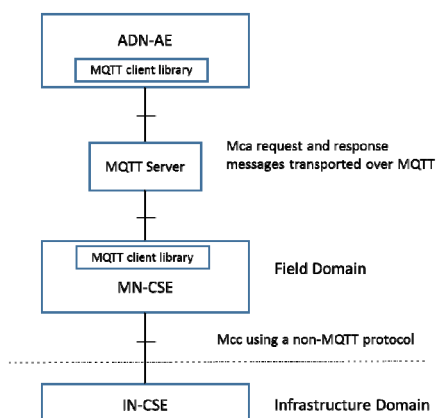 ADN-AE
MQTT client library
MQTT Server
Mca request and response
messages transported over MQTT
MQTT client library
MN-CSE
Field Domain
Mcc using a non-MQTT protocol
IN-CSE
Infrastructure Domain